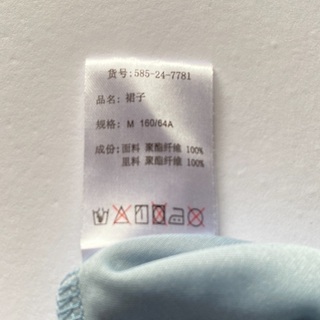 货号:585-24-7781
品名: 裙子
规格: M 160/64A
成份: 面料 聚酯纤维 100%
里料 聚酯纤维 100%